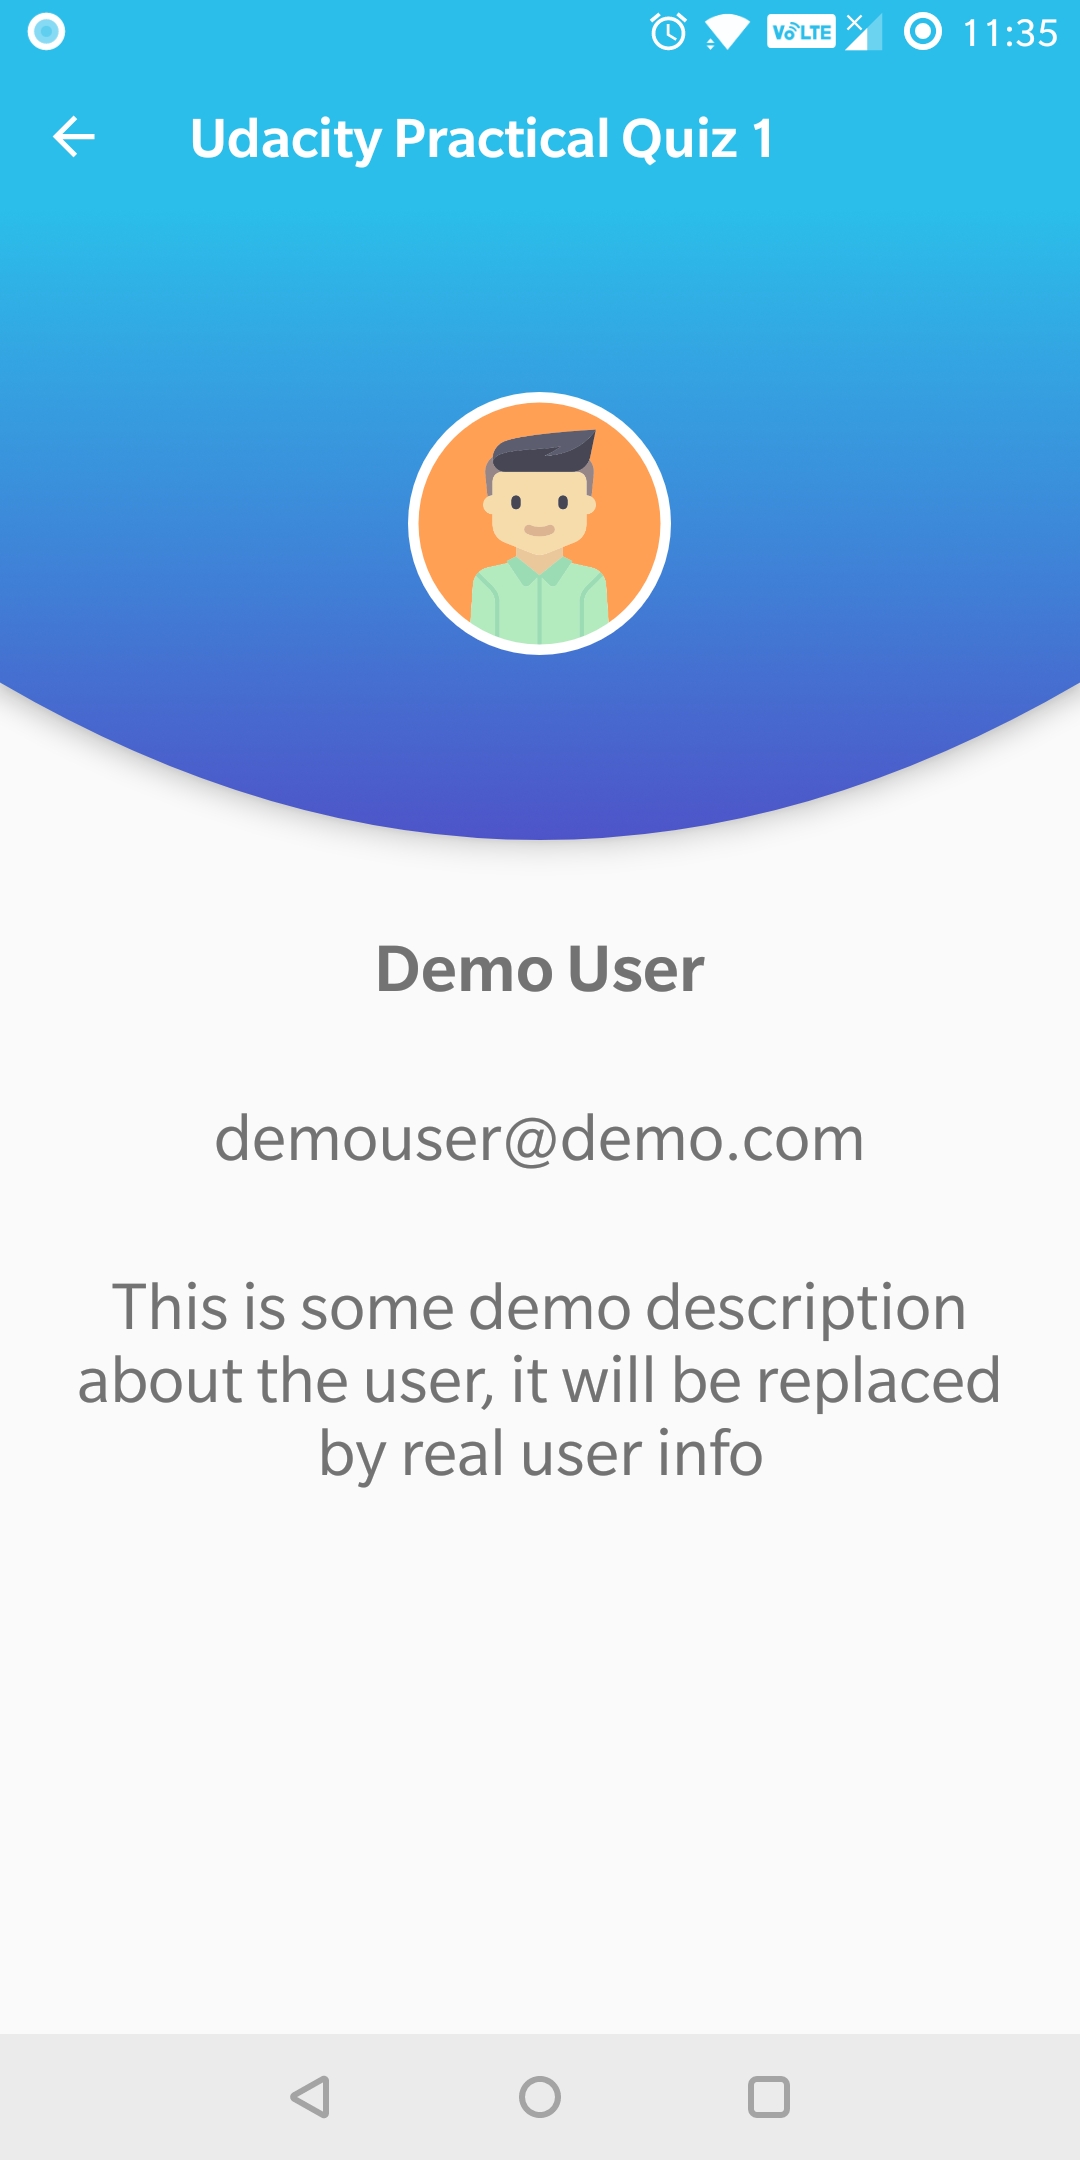 VoLTE 11:35
Udacity Practical Quiz 1
Demo User
demouser@demo.com
This is some demo description
about the user, it will be replaced
by real user info